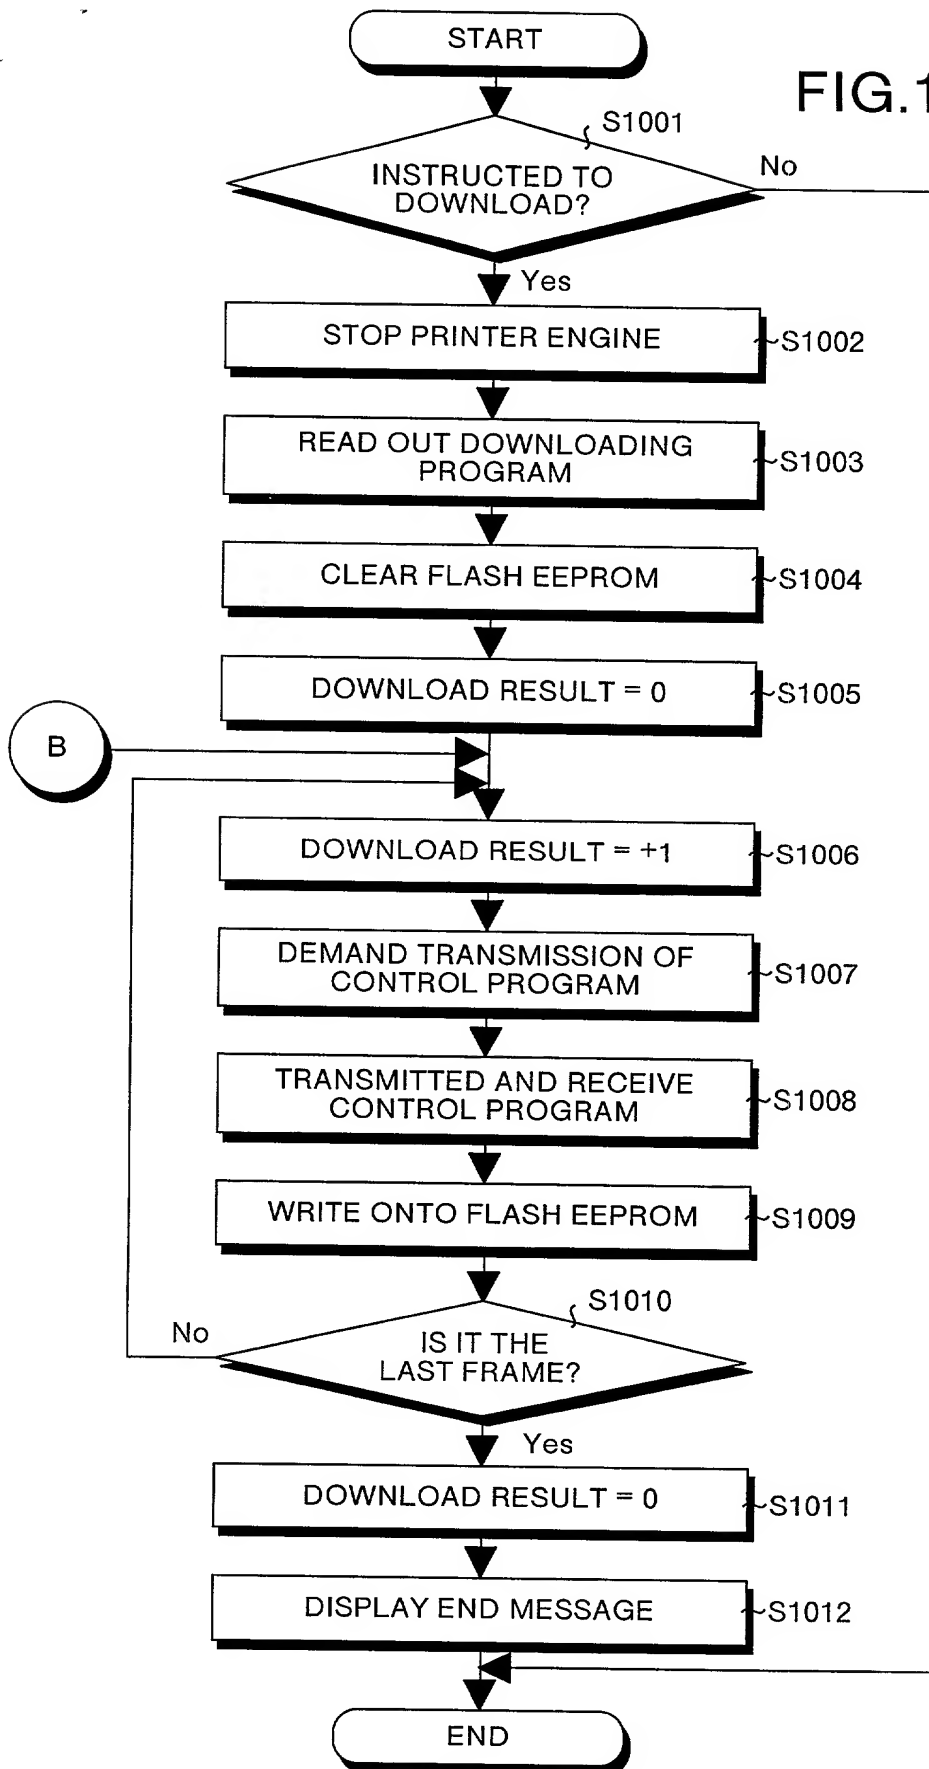 START
FIG.1
S1001
No
INSTRUCTED TO
DOWNLOAD?
Yes
STOP PRINTER ENGINE
S1002
READ OUT DOWNLOADING
PROGRAM
S1003
CLEAR FLASH EEPROM
S1004
DOWNLOAD RESULT = 0
S1005
B
DOWNLOAD RESULT = +1
S1006
DEMAND TRANSMISSION OF
CONTROL PROGRAM
S1007
TRANSMITTED AND RECEIVE
CONTROL PROGRAM
S1008
WRITE ONTO FLASH EEPROM
S1009
S1010
No
IS IT THE
LAST FRAME?
Yes
DOWNLOAD RESULT = 0
S1011
DISPLAY END MESSAGE
S1012
END